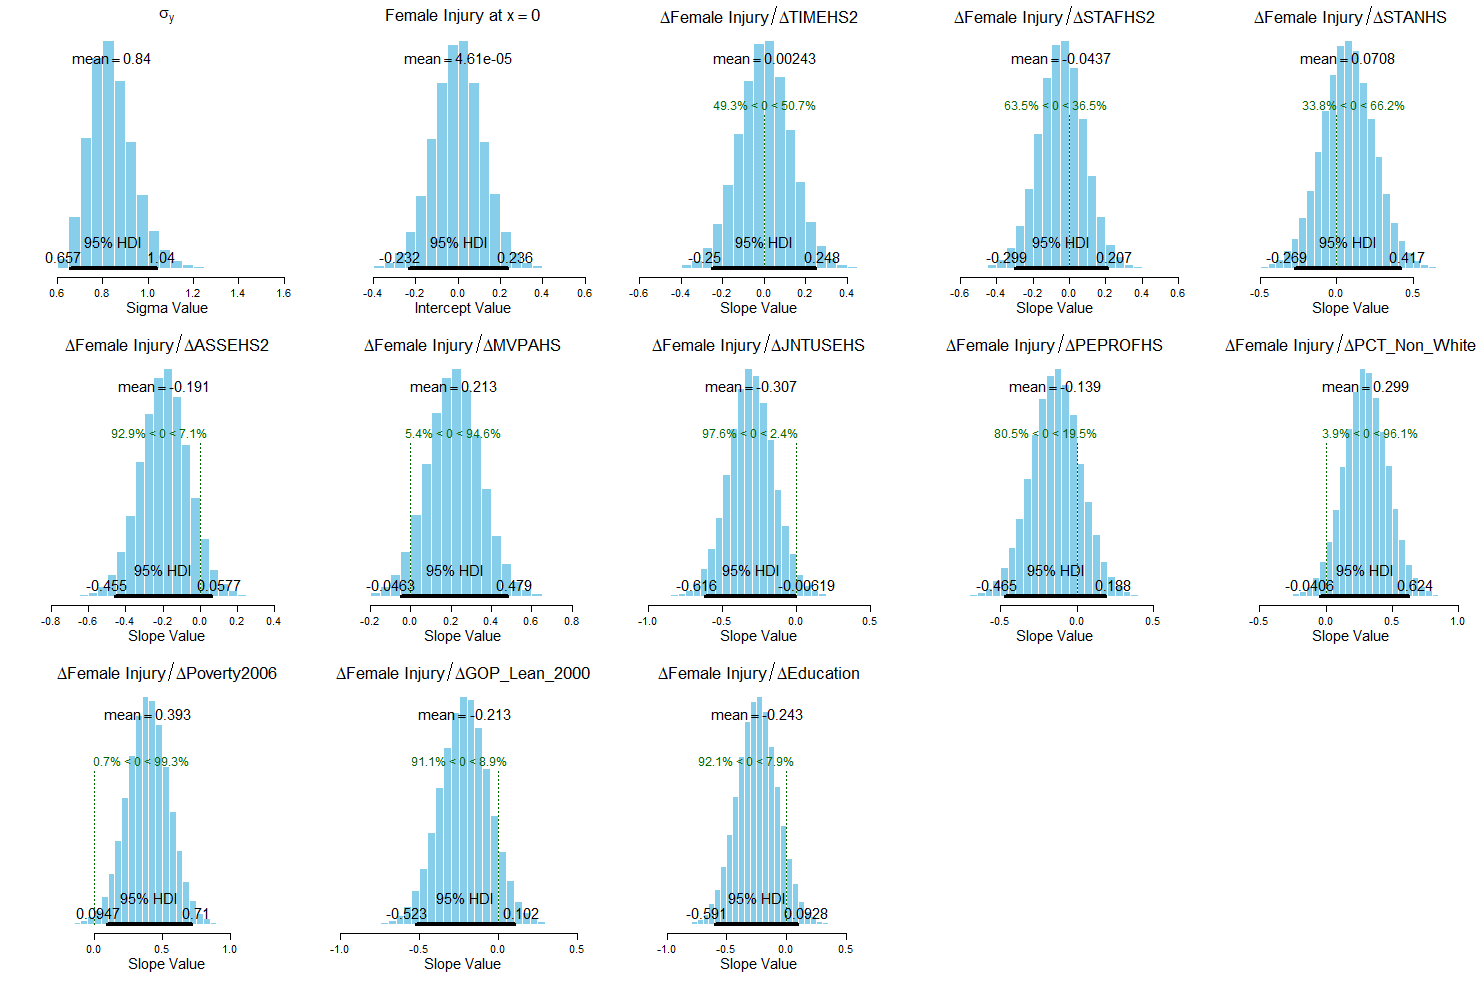 σy
mean = 0.84
95% HDI
0.657 1.04
0.6 0.8 1.0 1.2 1.4 1.6
Sigma Value
Female Injury at x = 0
mean = 4.61e-05
95% HDI
-0.232 0.236
-0.4 -0.2 0.0 0.2 0.4 0.6
Intercept Value
ΔFemale Injury/ΔTIMEHS2
mean = 0.00243
49.3% < 0 < 50.7%
95% HDI
-0.25 0.248
-0.6 -0.4 -0.2 0.0 0.2 0.4
Slope Value
ΔFemale Injury/ΔSTAFHS2
mean = -0.0437
63.5% < 0 < 36.5%
95% HDI
-0.299 0.207
-0.6 -0.4 -0.2 0.0 0.2 0.4 0.6
Slope Value
ΔFemale Injury/ΔSTANHS
mean = 0.0708
33.8% < 0 < 66.2%
95% HDI
-0.269 0.417
-0.5 0.0 0.5
Slope Value
ΔFemale Injury/ΔASSEHS2
mean = -0.191
92.9% < 0 < 7.1%
95% HDI
-0.455 0.0577
-0.8 -0.6 -0.4 -0.2 0.0 0.2 0.4
Slope Value
ΔFemale Injury/ΔMVPAHS
mean = 0.213
5.4% < 0 < 94.6%
95% HDI
-0.0463 0.479
-0.2 0.0 0.2 0.4 0.6 0.8
Slope Value
ΔFemale Injury/ΔJNTUSEHS
mean = -0.307
97.6% < 0 < 2.4%
95% HDI
-0.616 -0.00619
-1.0 -0.5 0.0 0.5
Slope Value
ΔFemale Injury/ΔPEPROFHS
mean = -0.139
80.5% < 0 < 19.5%
95% HDI
-0.465 0.188
-0.5 0.0 0.5
Slope Value
ΔFemale Injury/ΔPCT_Non_White
mean = 0.299
3.9% < 0 < 96.1%
95% HDI
-0.0406 0.624
-0.5 0.0 0.5 1.0
Slope Value
ΔFemale Injury/ΔPoverty2006
mean = 0.393
0.7% < 0 < 99.3%
95% HDI
0.0947 0.71
0.0 0.5 1.0
Slope Value
ΔFemale Injury/ΔGOP_Lean_2000
mean = -0.213
91.1% < 0 < 8.9%
95% HDI
-0.523 0.102
-1.0 -0.5 0.0 0.5
Slope Value
ΔFemale Injury/ΔEducation
mean = -0.243
92.1% < 0 < 7.9%
95% HDI
-0.591 0.0928
-1.0 -0.5 0.0 0.5
Slope Value